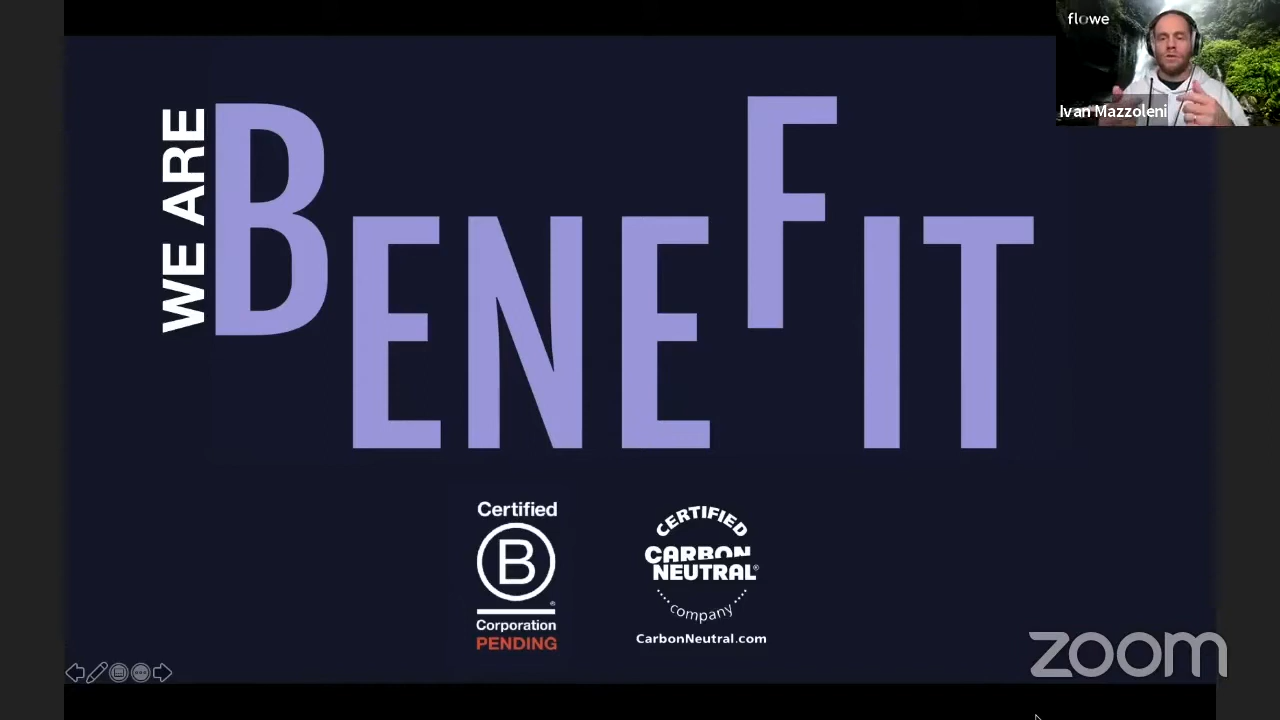 flowe
Ivan Mazzoleni
WE ARE
BENEFIT
Certified
B
®
Corporation
PENDING
CERTIFIED
CARBON
NEUTRAL®
company
CarbonNeutral.com
zoom